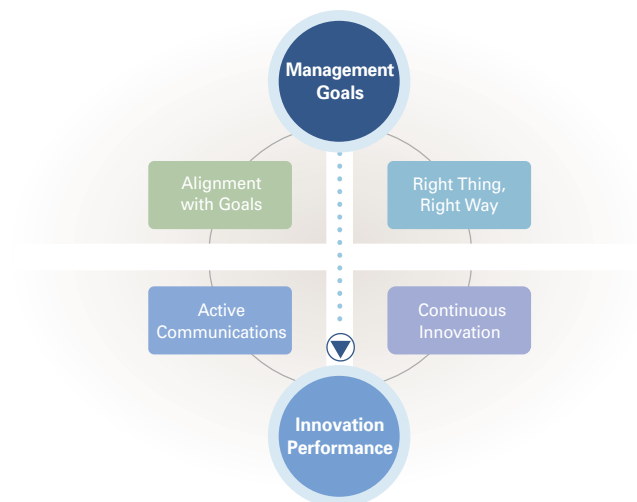 Management
Goals
Alignment
with Goals
Right Thing,
Right Way
Active
Communications
Continuous
Innovation
Innovation
Performance